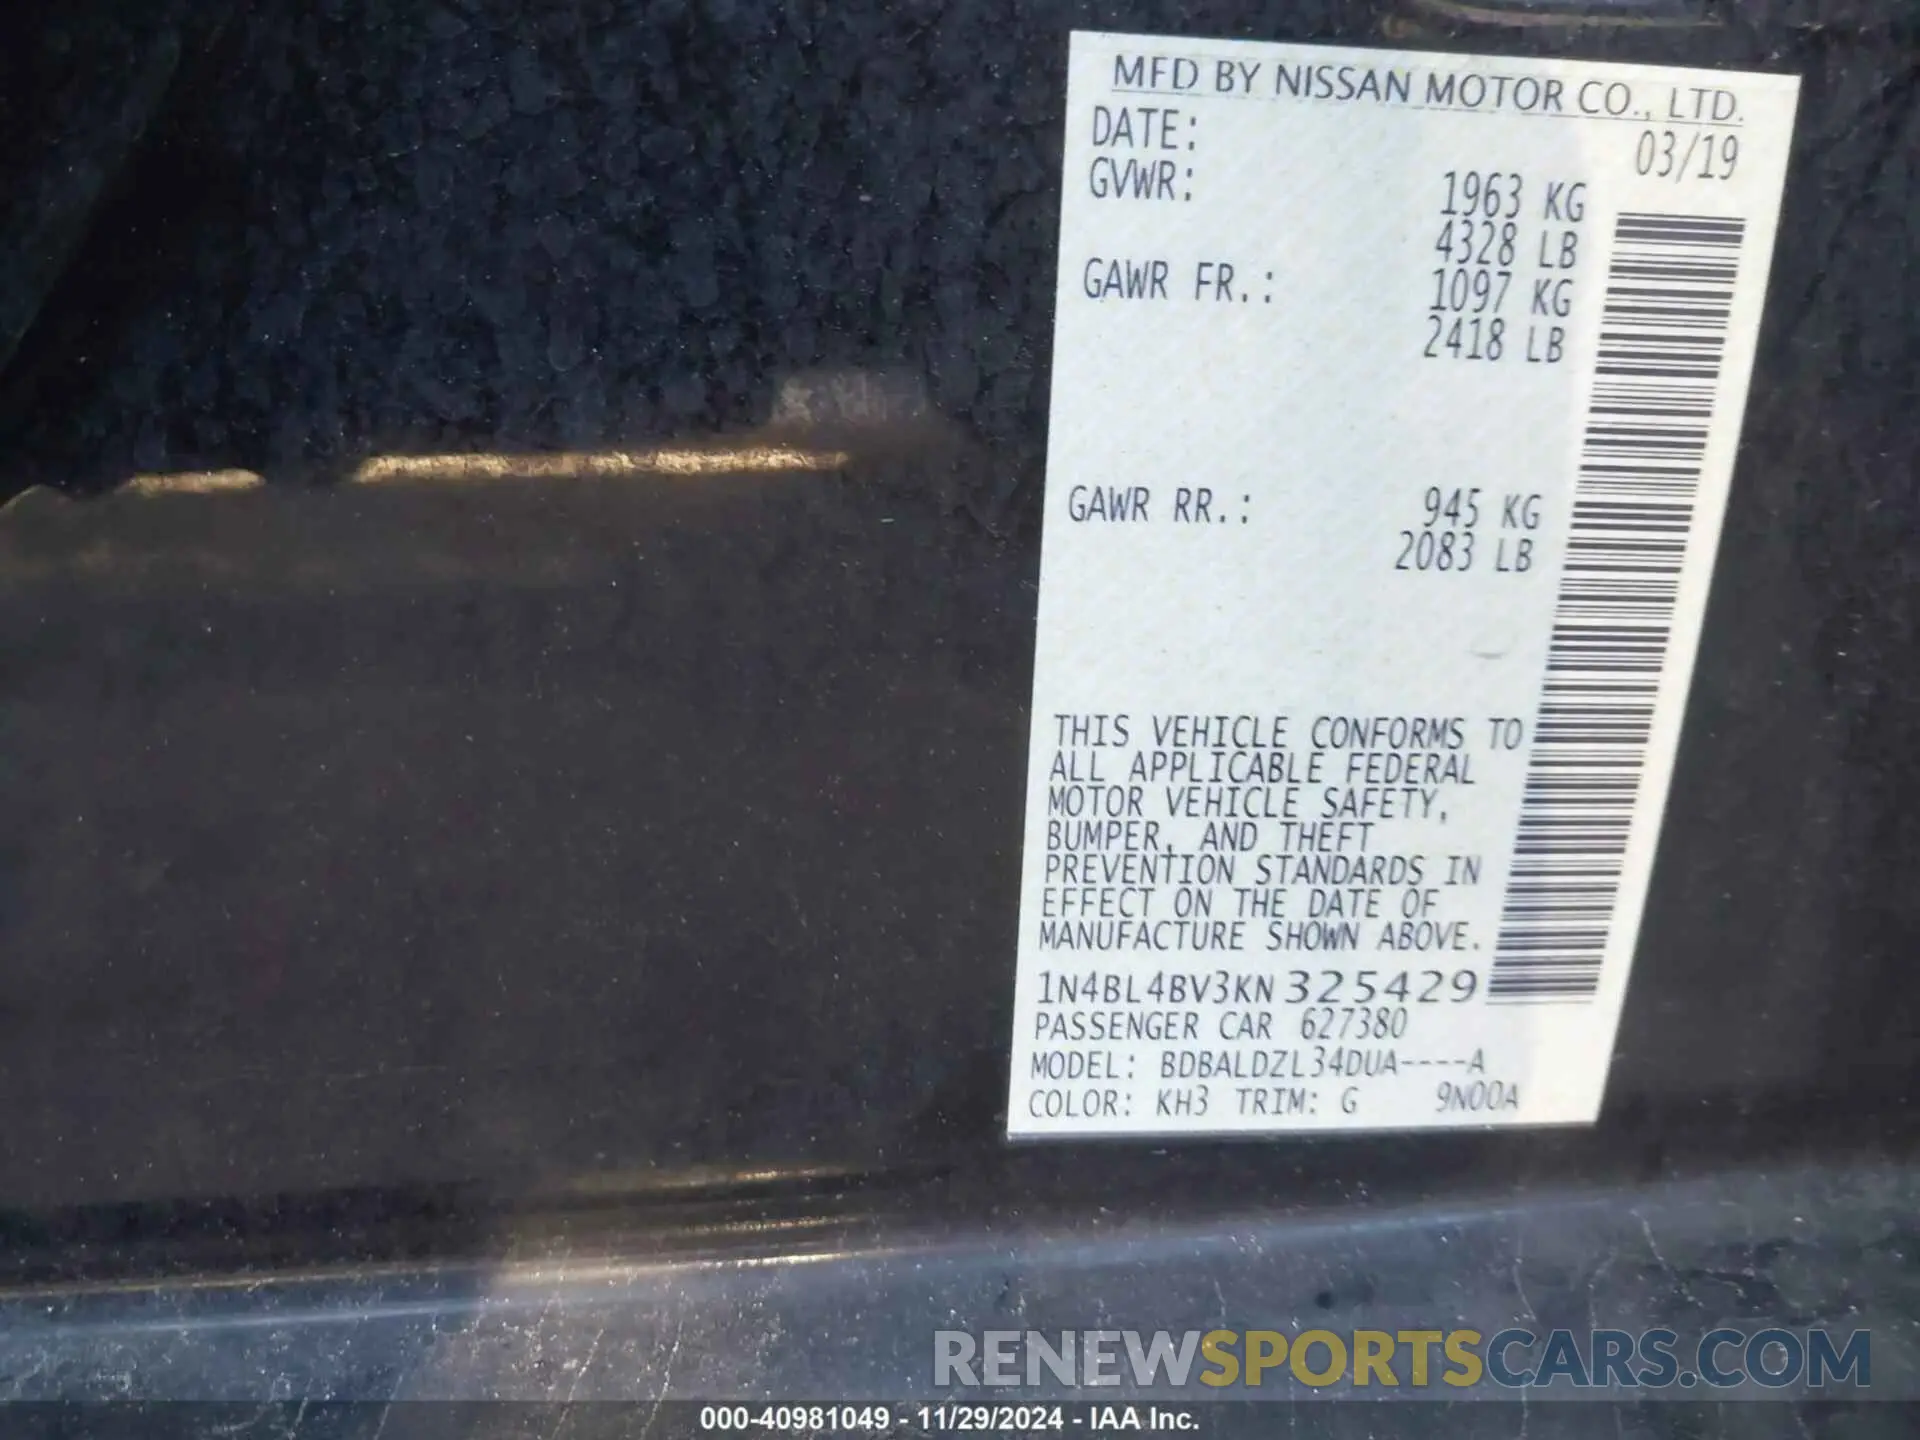 MFD BY NISSAN MOTOR CO., LTD.
DATE: 03/19
GVWR: 1963 KG
4328 LB
GAWR FR.: 1097 KG
2418 LB
GAWR RR.: 945 KG
2083 LB
THIS VEHICLE CONFORMS TO
ALL APPLICABLE FEDERAL
MOTOR VEHICLE SAFETY,
BUMPER, AND THEFT
PREVENTION STANDARDS IN
EFFECT ON THE DATE OF
MANUFACTURE SHOWN ABOVE.
1N4BL4BV3KN325429
PASSENGER CAR 627380
MODEL: BDBALDZL34DUA----A
COLOR: KH3 TRIM: G 9N00A
RENEWSPORTSCARS.COM
000-40981049 - 11/29/2024 - IAA Inc.